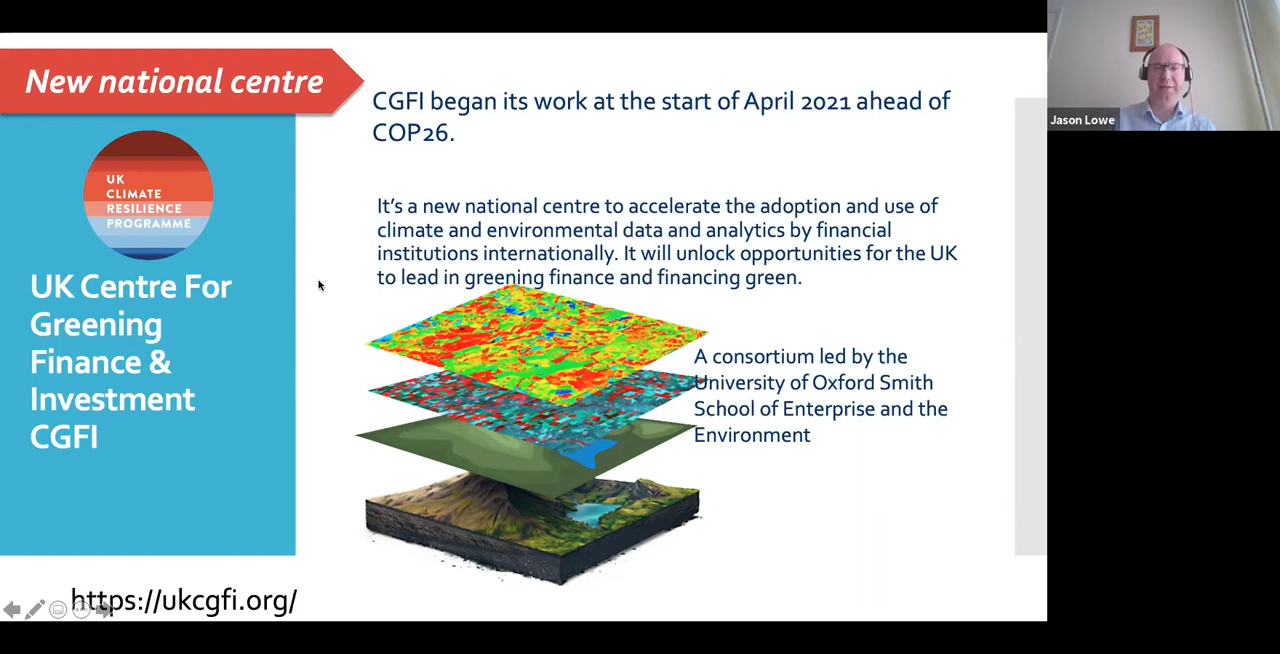 New national centre
UK
CLIMATE
RESILIENCE
PROGRAMME
UK Centre For
Greening
Finance &
Investment
CGFI
https://ukcgfi.org/
CGFI began its work at the start of April 2021 ahead of
COP26.
It's a new national centre to accelerate the adoption and use of
climate and environmental data and analytics by financial
institutions internationally. It will unlock opportunities for the UK
to lead in greening finance and financing green.
A consortium led by the
University of Oxford Smith
School of Enterprise and the
Environment
Jason Lowe